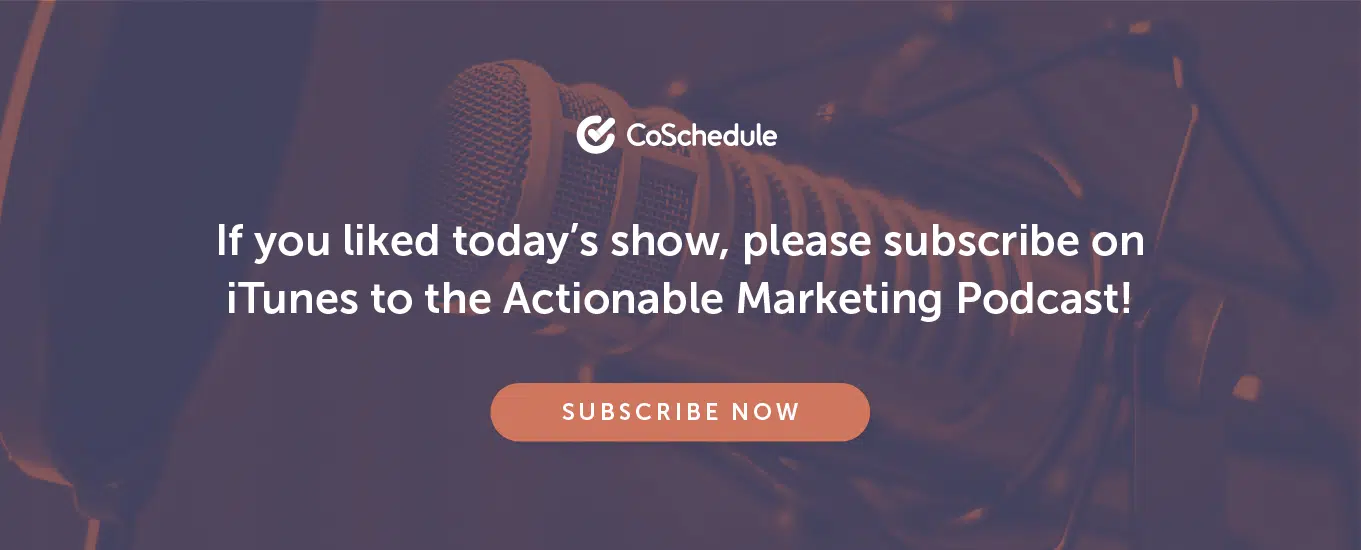 CoSchedule
If you liked today’s show, please subscribe on
iTunes to the Actionable Marketing Podcast!
SUBSCRIBE NOW